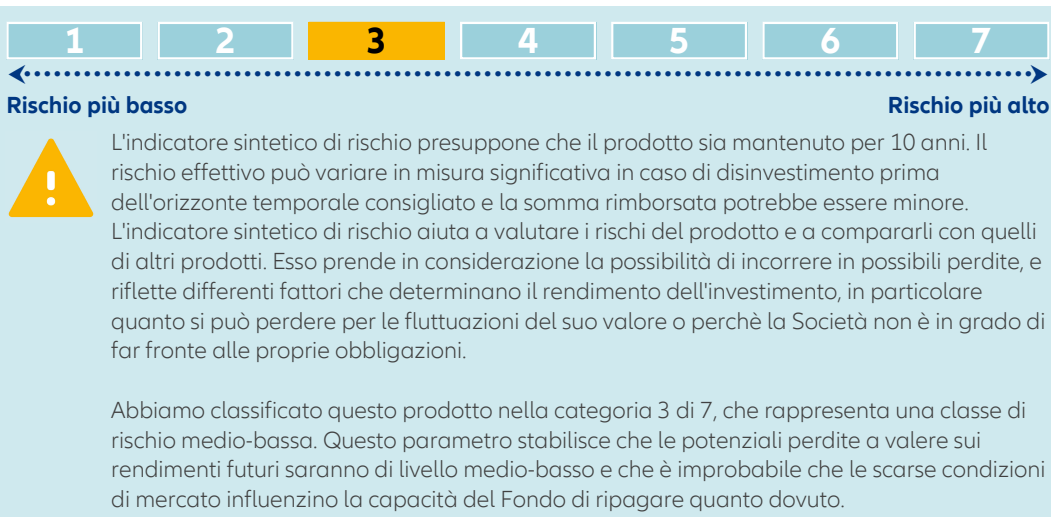 1 2 3 4 5 6 7
Rischio più basso Rischio più alto
L'indicatore sintetico di rischio presuppone che il prodotto sia mantenuto per 10 anni. Il
rischio effettivo può variare in misura significativa in caso di disinvestimento prima
dell'orizzonte temporale consigliato e la somma rimborsata potrebbe essere minore.
L'indicatore sintetico di rischio aiuta a valutare i rischi del prodotto e a compararli con quelli
di altri prodotti. Esso prende in considerazione la possibilità di incorrere in possibili perdite, e
riflette differenti fattori che determinano il rendimento dell'investimento, in particolare
quanto si può perdere per le fluttuazioni del suo valore o perchè la Società non è in grado di
far fronte alle proprie obbligazioni.
Abbiamo classificato questo prodotto nella categoria 3 di 7, che rappresenta una classe di
rischio medio-bassa. Questo parametro stabilisce che le potenziali perdite a valere sui
rendimenti futuri saranno di livello medio-basso e che è improbabile che le scarse condizioni
di mercato influenzino la capacità del Fondo di ripagare quanto dovuto.